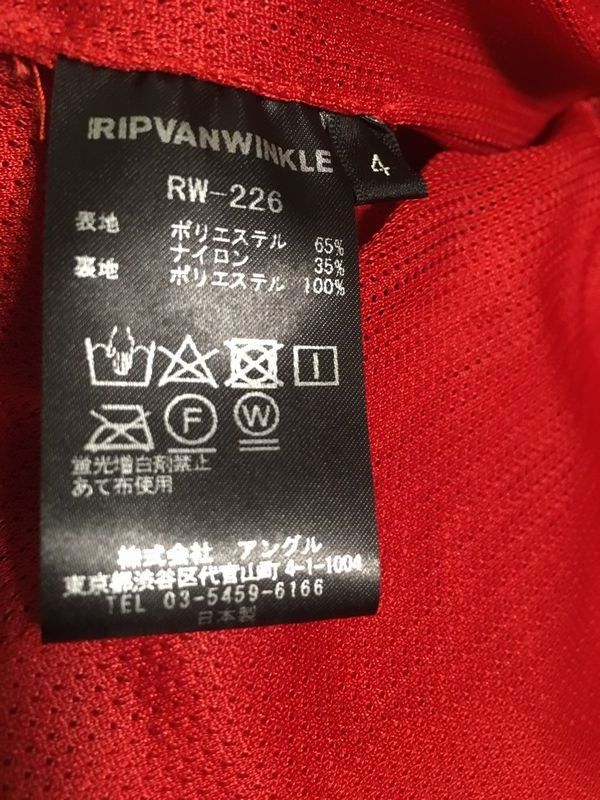 RIPVANWINKLE
4
RW-226
表地 ポリエステル 65%
ナイロン 35%
裏地 ポリエステル 100%
F W
蛍光増白剤禁止
あて布使用
株式会社 アングル
東京都渋谷区代官山町 4-1-1004
TEL 03-5459-6166
日本製